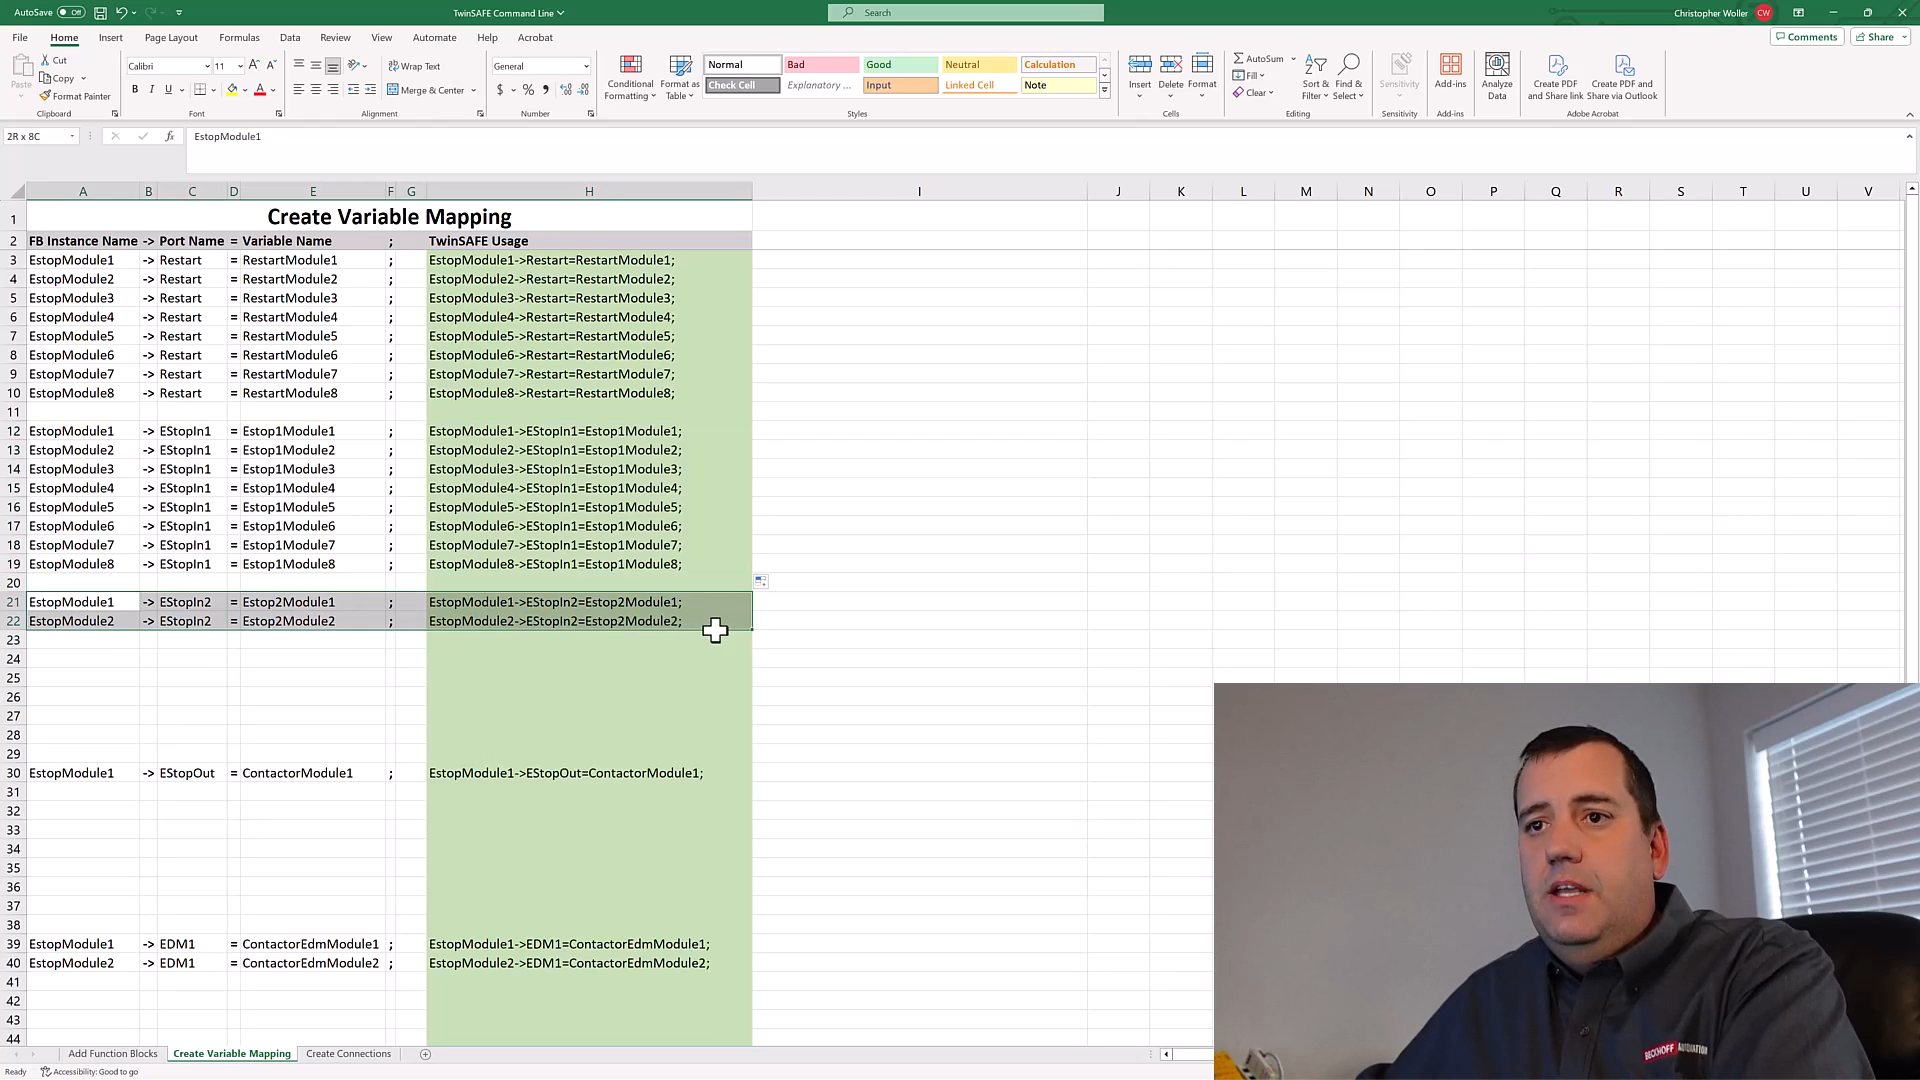 AutoSave Off TwinSAFE Command Line Search Christopher Woller CW
File Home Insert Page Layout Formulas Data Review View Automate Help Acrobat Comments Share
Paste Cut Copy Format Painter Clipboard
Calibri 11 A A B I U A Font
Wrap Text Merge & Center Alignment
General $ % Number
Conditional Formatting Format as Table
Normal Bad Good Neutral Calculation
Check Cell Explanatory ... Input Linked Cell Note
Styles
Insert Delete Format Cells
AutoSum Fill Clear Sort & Filter Find & Select Editing
Sensitivity Sensitivity
Add-ins Add-ins
Analyze Data
Create PDF and Share link Create PDF and Share via Outlook Adobe Acrobat
2R x 8C fx EstopModule1
A B C D E F G H I J K L M N O P Q R S T U V
1 Create Variable Mapping
2 FB Instance Name -> Port Name = Variable Name ; TwinSAFE Usage
3 EstopModule1 -> Restart = RestartModule1 ; EstopModule1->Restart=RestartModule1;
4 EstopModule2 -> Restart = RestartModule2 ; EstopModule2->Restart=RestartModule2;
5 EstopModule3 -> Restart = RestartModule3 ; EstopModule3->Restart=RestartModule3;
6 EstopModule4 -> Restart = RestartModule4 ; EstopModule4->Restart=RestartModule4;
7 EstopModule5 -> Restart = RestartModule5 ; EstopModule5->Restart=RestartModule5;
8 EstopModule6 -> Restart = RestartModule6 ; EstopModule6->Restart=RestartModule6;
9 EstopModule7 -> Restart = RestartModule7 ; EstopModule7->Restart=RestartModule7;
10 EstopModule8 -> Restart = RestartModule8 ; EstopModule8->Restart=RestartModule8;
11
12 EstopModule1 -> EStopIn1 = Estop1Module1 ; EstopModule1->EStopIn1=Estop1Module1;
13 EstopModule2 -> EStopIn1 = Estop1Module2 ; EstopModule2->EStopIn1=Estop1Module2;
14 EstopModule3 -> EStopIn1 = Estop1Module3 ; EstopModule3->EStopIn1=Estop1Module3;
15 EstopModule4 -> EStopIn1 = Estop1Module4 ; EstopModule4->EStopIn1=Estop1Module4;
16 EstopModule5 -> EStopIn1 = Estop1Module5 ; EstopModule5->EStopIn1=Estop1Module5;
17 EstopModule6 -> EStopIn1 = Estop1Module6 ; EstopModule6->EStopIn1=Estop1Module6;
18 EstopModule7 -> EStopIn1 = Estop1Module7 ; EstopModule7->EStopIn1=Estop1Module7;
19 EstopModule8 -> EStopIn1 = Estop1Module8 ; EstopModule8->EStopIn1=Estop1Module8;
20
21 EstopModule1 -> EStopIn2 = Estop2Module1 ; EstopModule1->EStopIn2=Estop2Module1;
22 EstopModule2 -> EStopIn2 = Estop2Module2 ; EstopModule2->EStopIn2=Estop2Module2;
23
24
25
26
27
28
29
30 EstopModule1 -> EStopOut = ContactorModule1 ; EstopModule1->EStopOut=ContactorModule1;
31
32
33
34
35
36
37
38
39 EstopModule1 -> EDM1 = ContactorEdmModule1 ; EstopModule1->EDM1=ContactorEdmModule1;
40 EstopModule2 -> EDM1 = ContactorEdmModule2 ; EstopModule2->EDM1=ContactorEdmModule2;
41
42
43
44
BECKHOFF AUTOMATION
Add Function Blocks Create Variable Mapping Create Connections
Ready Accessibility: Good to go